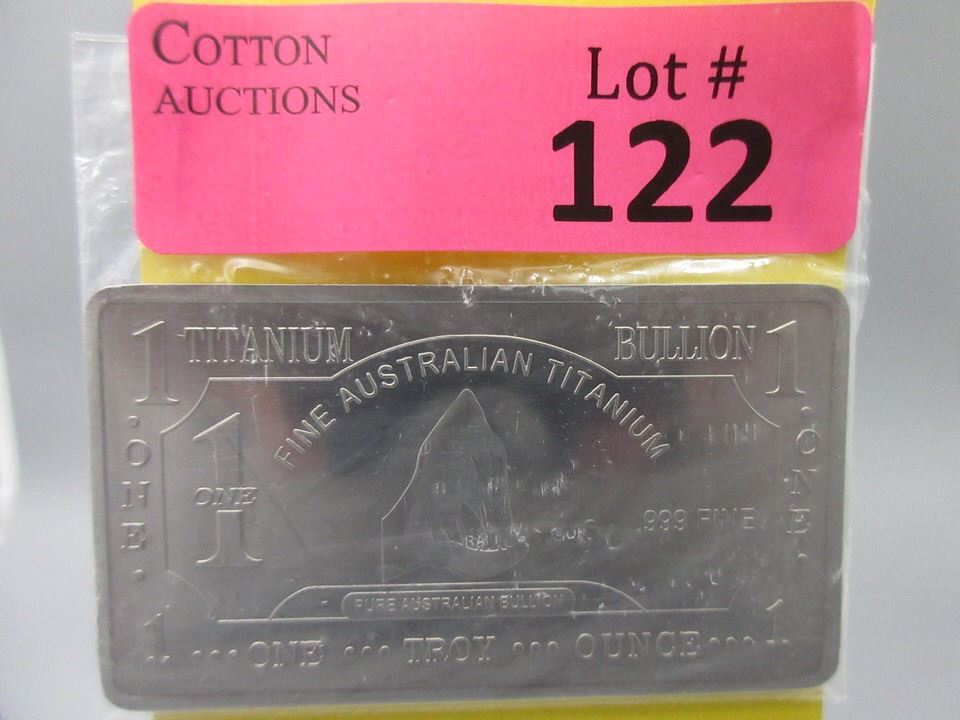 COTTON
AUCTIONS
Lot #
122
1 TITANIUM BULLION 1
FINE AUSTRALIAN TITANIUM
ONE
1
ONE
ONE
.999 FINE
PURE AUSTRALIAN BULLION
1 ... ONE ... TROY ... OUNCE ... 1